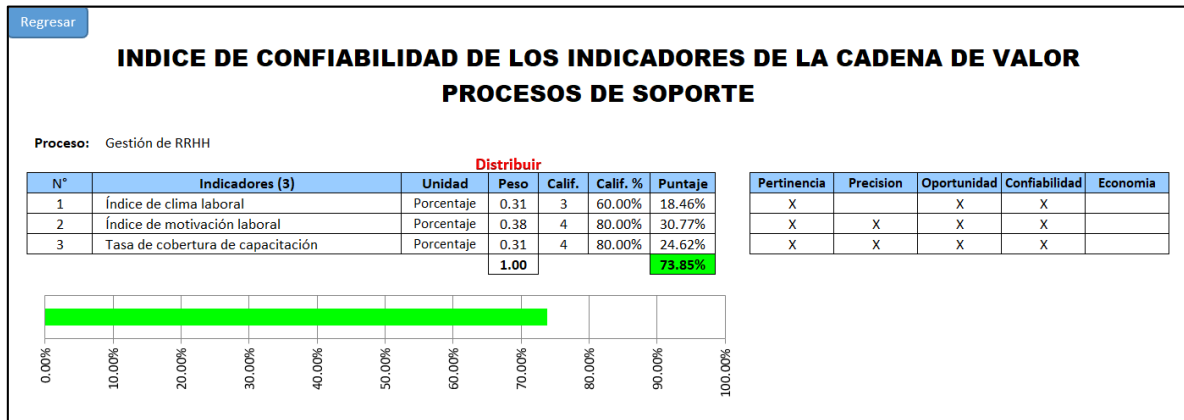 Regresar
INDICE DE CONFIABILIDAD DE LOS INDICADORES DE LA CADENA DE VALOR
PROCESOS DE SOPORTE
Proceso: Gestión de RRHH
Distribuir
N° Indicadores (3) Unidad Peso Calif. Calif. % Puntaje Pertinencia Precision Oportunidad Confiabilidad Economia
1 Índice de clima laboral Porcentaje 0.31 3 60.00% 18.46% X X X
2 Índice de motivación laboral Porcentaje 0.38 4 80.00% 30.77% X X X X
3 Tasa de cobertura de capacitación Porcentaje 0.31 4 80.00% 24.62% X X X X
1.00 73.85%
0.00% 10.00% 20.00% 30.00% 40.00% 50.00% 60.00% 70.00% 80.00% 90.00% 100.00%